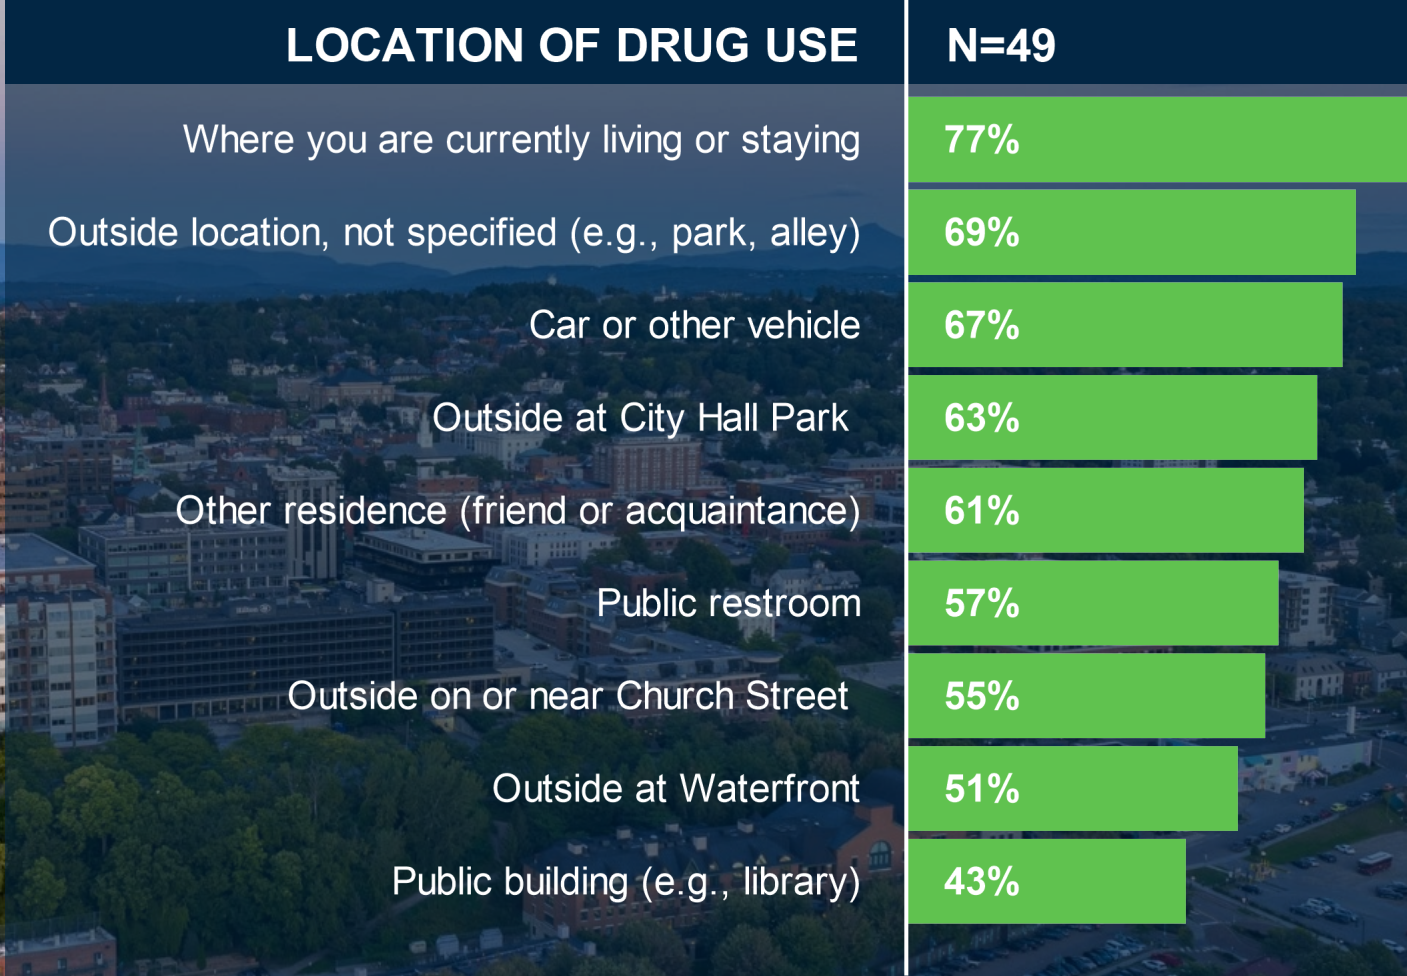 LOCATION OF DRUG USE N=49
Where you are currently living or staying 77%
Outside location, not specified (e.g., park, alley) 69%
Car or other vehicle 67%
Outside at City Hall Park 63%
Other residence (friend or acquaintance) 61%
Public restroom 57%
Outside on or near Church Street 55%
Outside at Waterfront 51%
Public building (e.g., library) 43%